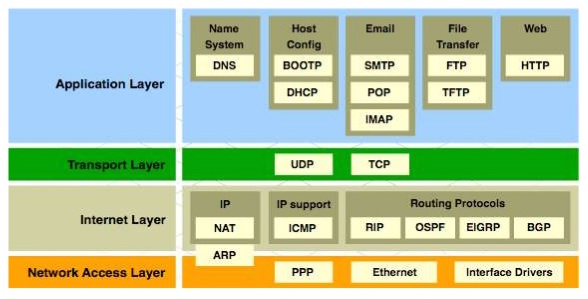 Application Layer
Name System
DNS
Host Config
BOOTP
DHCP
Email
SMTP
POP
IMAP
File Transfer
FTP
TFTP
Web
HTTP
Transport Layer
UDP
TCP
Internet Layer
IP
NAT
ARP
IP support
ICMP
Routing Protocols
RIP
OSPF
EIGRP
BGP
Network Access Layer
PPP
Ethernet
Interface Drivers